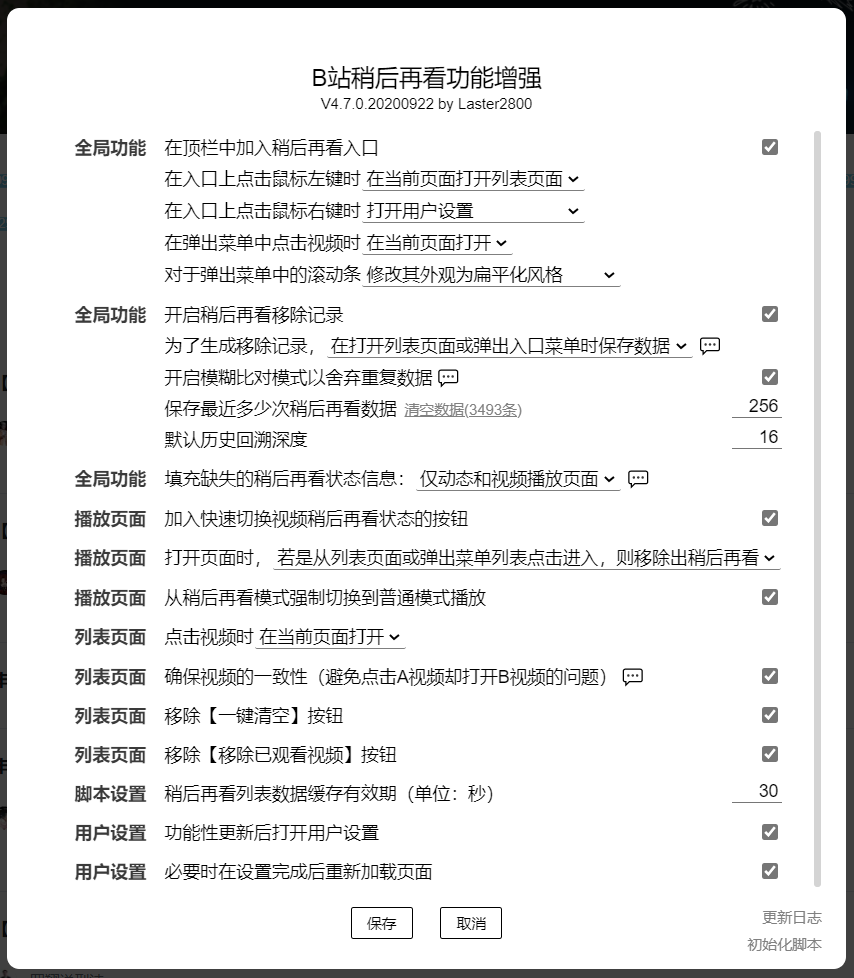 B站稍后再看功能增强
V4.7.0.20200922 by Laster2800
全局功能 在顶栏中加入稍后再看入口
在入口上点击鼠标左键时 在当前页面打开列表页面
在入口上点击鼠标右键时 打开用户设置
在弹出菜单中点击视频时 在当前页面打开
对于弹出菜单中的滚动条 修改其外观为扁平化风格
全局功能 开启稍后再看移除记录
为了生成移除记录， 在打开列表页面或弹出入口菜单时保存数据
开启模糊比对模式以舍弃重复数据
保存最近多少次稍后再看数据 清空数据(3493条) 256
默认历史回溯深度 16
全局功能 填充缺失的稍后再看状态信息： 仅动态和视频播放页面
播放页面 加入快速切换视频稍后再看状态的按钮
播放页面 打开页面时， 若是从列表页面或弹出菜单列表点击进入，则移除出稍后再看
播放页面 从稍后再看模式强制切换到普通模式播放
列表页面 点击视频时 在当前页面打开
列表页面 确保视频的一致性（避免点击A视频却打开B视频的问题）
列表页面 移除【一键清空】按钮
列表页面 移除【移除已观看视频】按钮
脚本设置 稍后再看列表数据缓存有效期（单位：秒） 30
用户设置 功能性更新后打开用户设置
用户设置 必要时在设置完成后重新加载页面
保存 取消
更新日志
初始化脚本